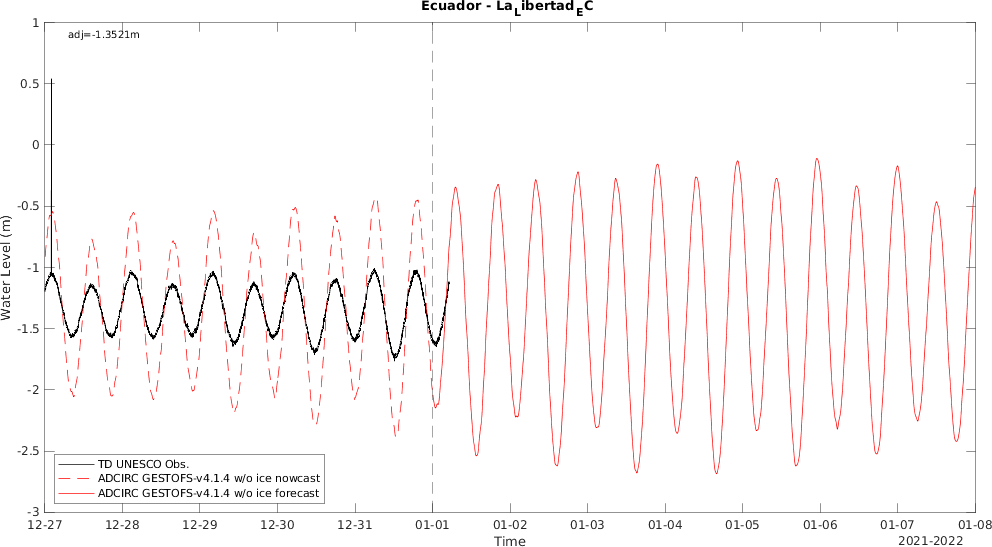 Ecuador - LaLibertadEC
adj=-1.3521m
1
0.5
0
-0.5
-1
-1.5
-2
-2.5
-3
Water Level (m)
TD UNESCO Obs.
ADCIRC GESTOFS-v4.1.4 w/o ice nowcast
ADCIRC GESTOFS-v4.1.4 w/o ice forecast
12-27 12-28 12-29 12-30 12-31 01-01 01-02 01-03 01-04 01-05 01-06 01-07 01-08
Time
2021-2022